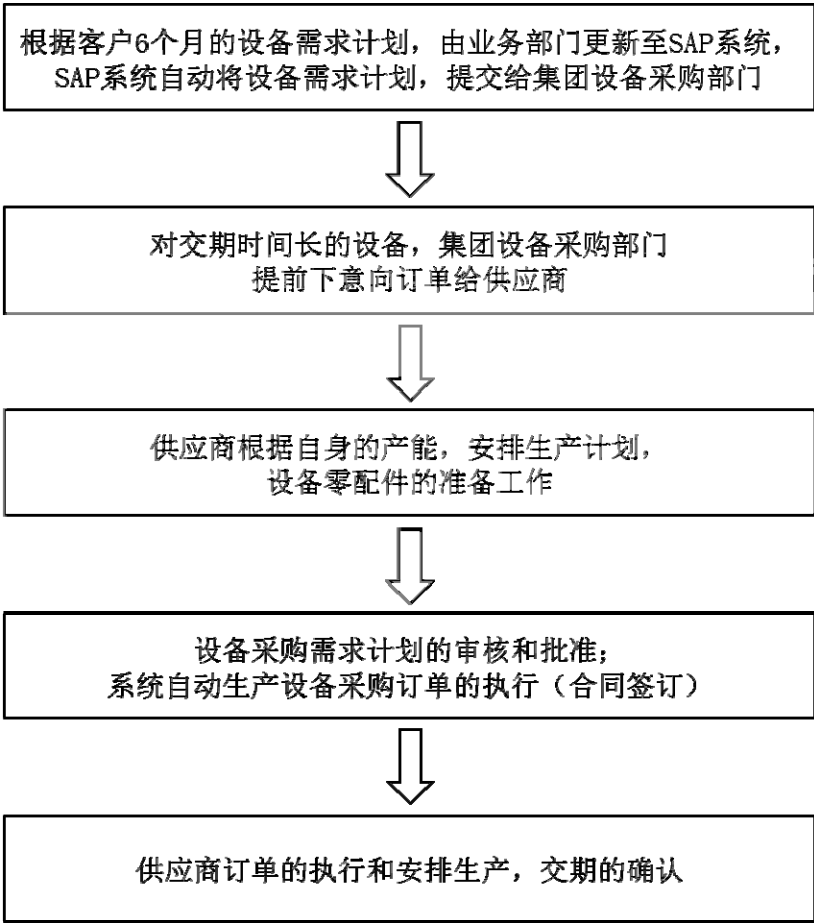 根据客户6个月的设备需求计划，由业务部门更新至SAP系统，
SAP系统自动将设备需求计划，提交给集团设备采购部门
对交期时间长的设备，集团设备采购部门
提前下意向订单给供应商
供应商根据自身的产能，安排生产计划，
设备零配件的准备工作
设备采购需求计划的审核和批准；
系统自动生产设备采购订单的执行（合同签订）
供应商订单的执行和安排生产，交期的确认